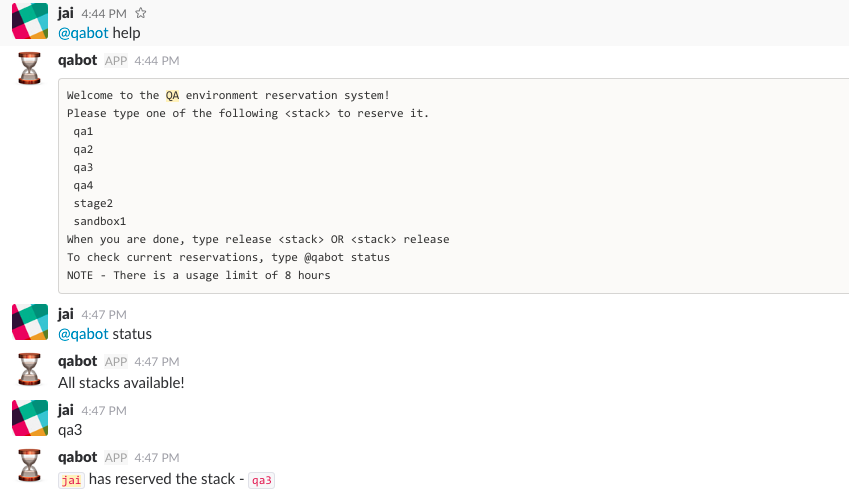 jai 4:44 PM ☆
@qabot help
qabot APP 4:44 PM
Welcome to the QA environment reservation system!
Please type one of the following <stack> to reserve it.
qa1
qa2
qa3
qa4
stage2
sandbox1
When you are done, type release <stack> OR <stack> release
To check current reservations, type @qabot status
NOTE - There is a usage limit of 8 hours
jai 4:47 PM
@qabot status
qabot APP 4:47 PM
All stacks available!
jai 4:47 PM
qa3
qabot APP 4:47 PM
jai has reserved the stack - qa3